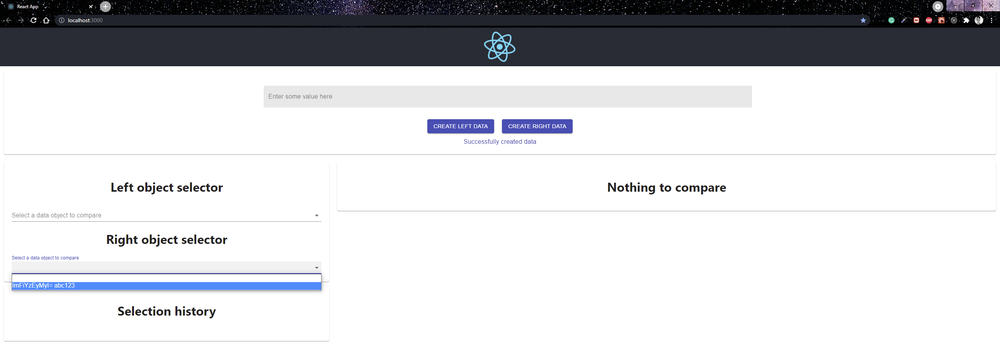 React App
localhost:3000
ABP
Enter some value here
CREATE LEFT DATA
CREATE RIGHT DATA
Successfully created data
Left object selector
Nothing to compare
Select a data object to compare
Right object selector
Select a data object to compare
ImFiYzEyMyI= abc123
Selection history